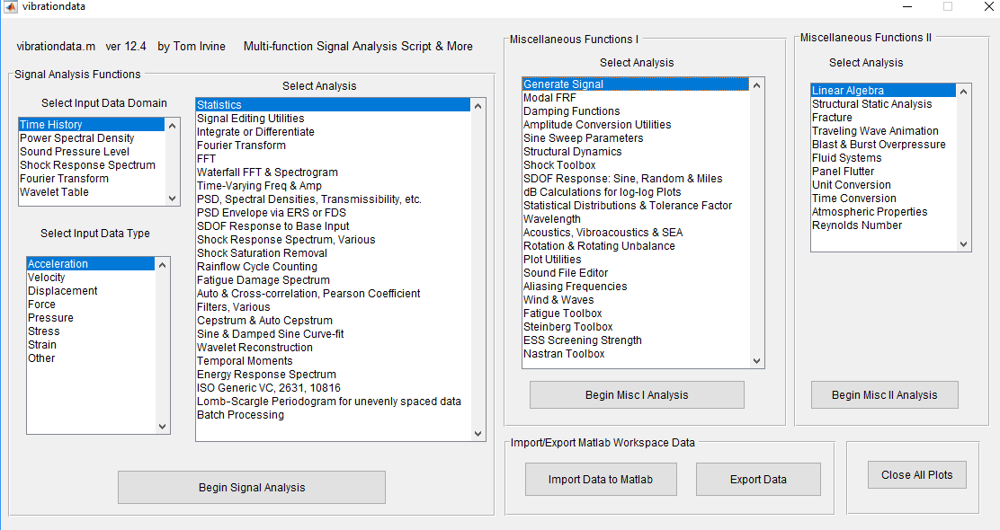 vibrationdata
vibrationdata.m ver 12.4 by Tom Irvine Multi-function Signal Analysis Script & More
Signal Analysis Functions
Select Input Data Domain
Time History
Power Spectral Density
Sound Pressure Level
Shock Response Spectrum
Fourier Transform
Wavelet Table
Select Input Data Type
Acceleration
Velocity
Displacement
Force
Pressure
Stress
Strain
Other
Select Analysis
Statistics
Signal Editing Utilities
Integrate or Differentiate
Fourier Transform
FFT
Waterfall FFT & Spectrogram
Time-Varying Freq & Amp
PSD, Spectral Densities, Transmissibility, etc.
PSD Envelope via ERS or FDS
SDOF Response to Base Input
Shock Response Spectrum, Various
Shock Saturation Removal
Rainflow Cycle Counting
Fatigue Damage Spectrum
Auto & Cross-correlation, Pearson Coefficient
Filters, Various
Cepstrum & Auto Cepstrum
Sine & Damped Sine Curve-fit
Wavelet Reconstruction
Temporal Moments
Energy Response Spectrum
ISO Generic VC, 2631, 10816
Lomb-Scargle Periodogram for unevenly spaced data
Batch Processing
Begin Signal Analysis
Miscellaneous Functions I
Select Analysis
Generate Signal
Modal FRF
Damping Functions
Amplitude Conversion Utilities
Sine Sweep Parameters
Structural Dynamics
Shock Toolbox
SDOF Response: Sine, Random & Miles
dB Calculations for log-log Plots
Statistical Distributions & Tolerance Factor
Wavelength
Acoustics, Vibroacoustics & SEA
Rotation & Rotating Unbalance
Plot Utilities
Sound File Editor
Aliasing Frequencies
Wind & Waves
Fatigue Toolbox
Steinberg Toolbox
ESS Screening Strength
Nastran Toolbox
Begin Misc I Analysis
Miscellaneous Functions II
Select Analysis
Linear Algebra
Structural Static Analysis
Fracture
Traveling Wave Animation
Blast & Burst Overpressure
Fluid Systems
Panel Flutter
Unit Conversion
Time Conversion
Atmospheric Properties
Reynolds Number
Begin Misc II Analysis
Import/Export Matlab Workspace Data
Import Data to Matlab
Export Data
Close All Plots